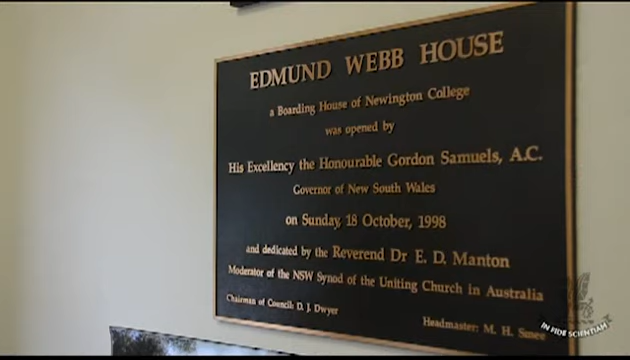 EDMUND WEBB HOUSE
a Boarding House of Newington College
was opened by
His Excellency the Honourable Gordon Samuels, A.C.
Governor of New South Wales
on Sunday, 18 October, 1998
and dedicated by the Reverend Dr E. D. Manton
Moderator of the NSW Synod of the Uniting Church in Australia
Chairman of Council: D. J. Dwyer
Headmaster: M. H. Smee
IN FIDE SCIENTIAM